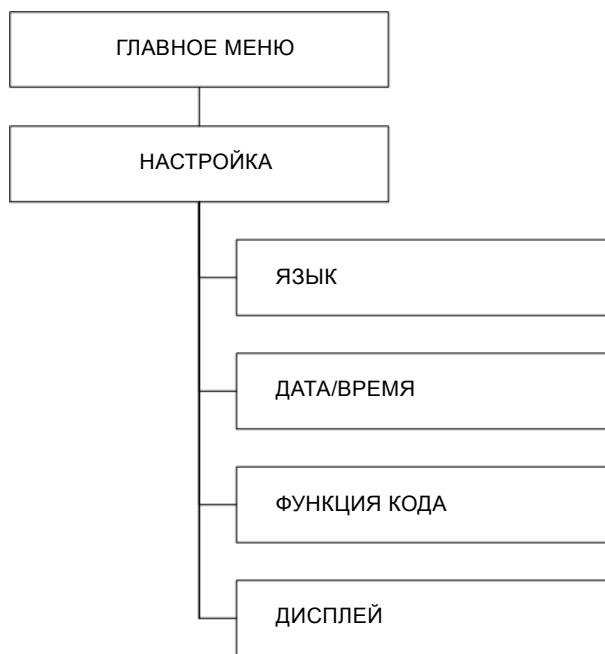 ГЛАВНОЕ МЕНЮ
НАСТРОЙКА
ЯЗЫК
ДАТА/ВРЕМЯ
ФУНКЦИЯ КОДА
ДИСПЛЕЙ